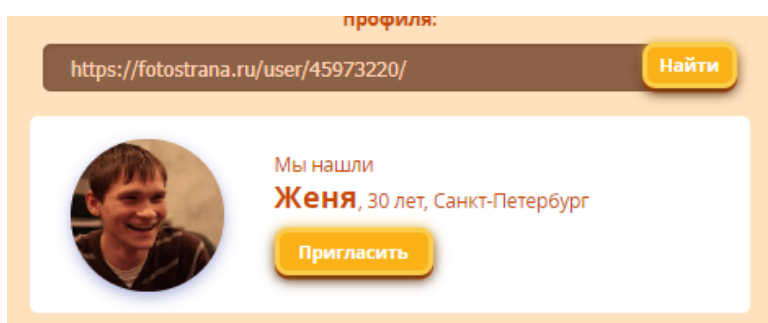 профиля:
https://fotostrana.ru/user/45973220/
Найти
Мы нашли
Женя, 30 лет, Санкт-Петербург
Пригласить